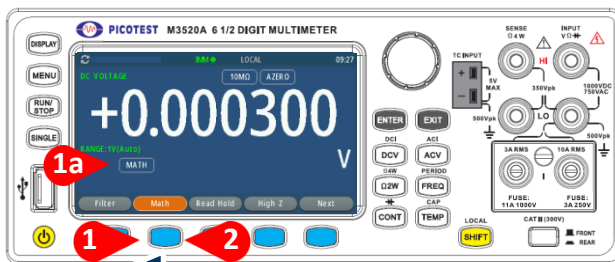 PICOTEST M3520A 6 1/2 DIGIT MULTIMETER
DISPLAY
MENU
RUN/
STOP
SINGLE
IMM
LOCAL
09:27
DC VOLTAGE
10MΩ
AZERO
+0.000300
V
RANGE:1V(Auto)
MATH
Filter
Math
Read Hold
High Z
Next
1a
1
2
ENTER
EXIT
DCI
ACI
DCV
ACV
Ω4W
PERIOD
Ω2W
FREQ
CAP
CONT
TEMP
LOCAL
SHIFT
TC INPUT
+
-
5V
MAX
SENSE
Ω 4 W
INPUT
V Ω
HI
350Vpk
1000VDC
750VAC
LO
500Vpk
500Vpk
3A RMS
10A RMS
I
FUSE:
11A 1000V
FUSE:
3A 250V
CAT II (300V)
FRONT
REAR